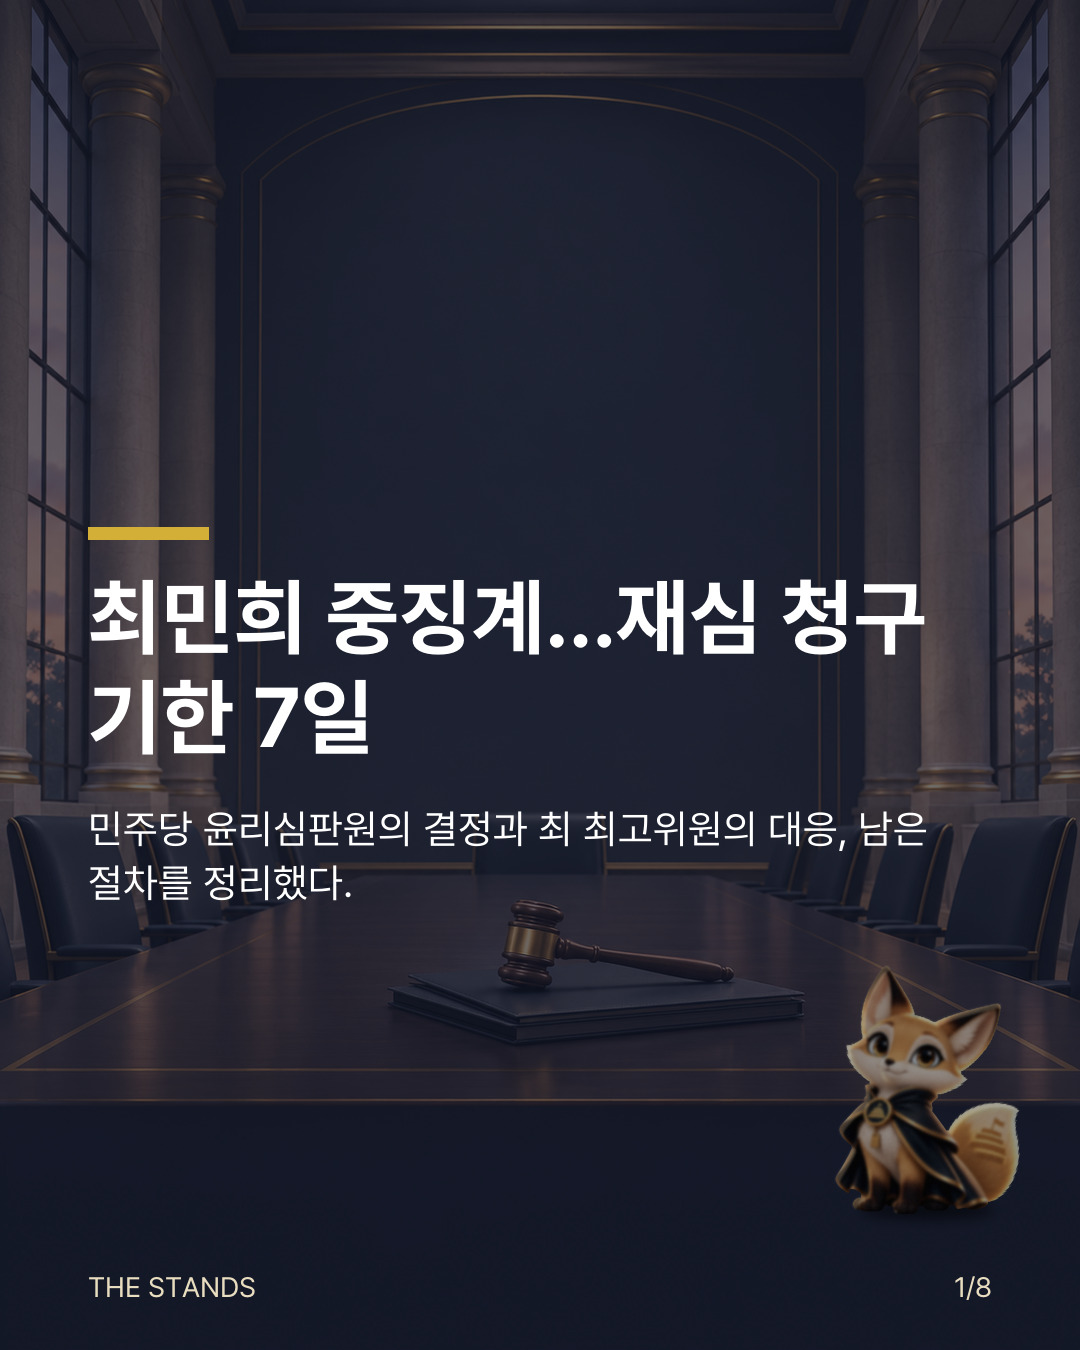 최민희 중징계...재심 청구
기한 7일
민주당 윤리심판원의 결정과 최 최고위원의 대응, 남은
절차를 정리했다.
THE STANDS
1/8